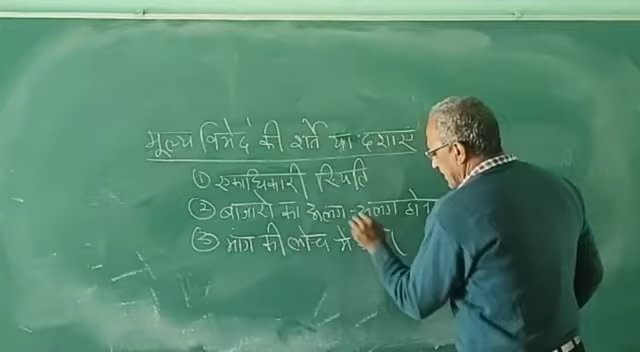 मूल्य विभेद की शर्तें या दशाएं
① एकाधिकारी स्थिति
② बाजारों का अलग-अलग होना
③ मांग की लोच में